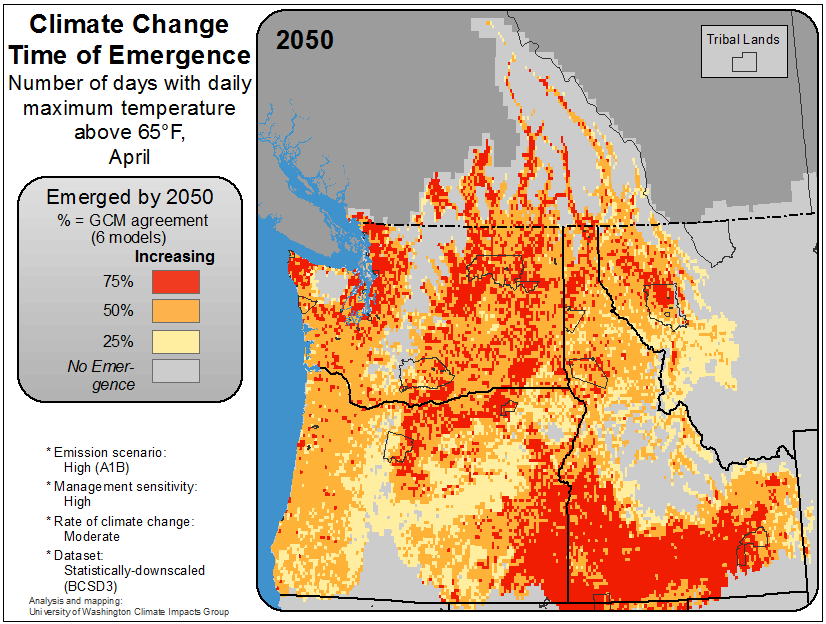 Climate Change
Time of Emergence
Number of days with daily
maximum temperature
above 65°F,
April
Emerged by 2050
% = GCM agreement
(6 models)
Increasing
75%
50%
25%
No Emer-
gence
* Emission scenario:
High (A1B)
* Management sensitivity:
High
* Rate of climate change:
Moderate
* Dataset:
Statistically-downscaled
(BCSD3)
Analysis and mapping:
University of Washington Climate Impacts Group
2050
Tribal Lands